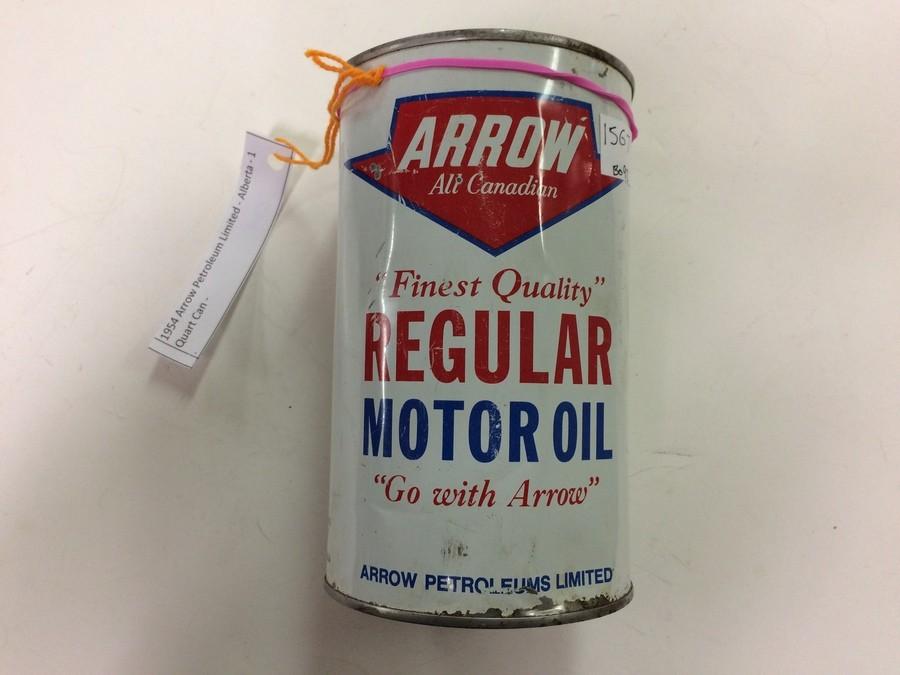 ARROW
All Canadian
"Finest Quality"
REGULAR
MOTOR OIL
"Go with Arrow"
ARROW PETROLEUMS LIMITED
1954 Arrow Petroleum Limited - Alberta - 1
Quart Can -
156-